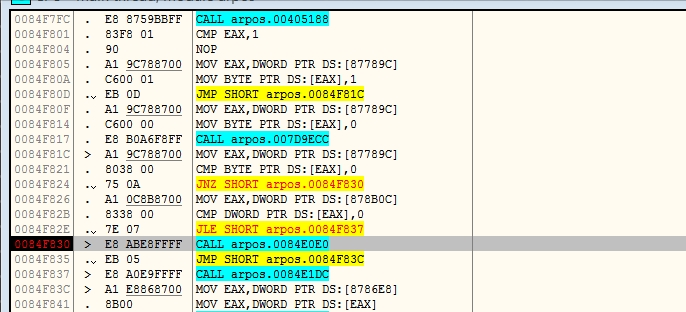 0084F7FC . E8 8759BBFF CALL arpos.00405188
0084F801 . 83F8 01 CMP EAX,1
0084F804 . 90 NOP
0084F805 . A1 9C788700 MOV EAX,DWORD PTR DS:[87789C]
0084F80A . C600 01 MOV BYTE PTR DS:[EAX],1
0084F80D .⌄ EB 0D JMP SHORT arpos.0084F81C
0084F80F . A1 9C788700 MOV EAX,DWORD PTR DS:[87789C]
0084F814 . C600 00 MOV BYTE PTR DS:[EAX],0
0084F817 . E8 B0A6F8FF CALL arpos.007D9ECC
0084F81C > A1 9C788700 MOV EAX,DWORD PTR DS:[87789C]
0084F821 . 8038 00 CMP BYTE PTR DS:[EAX],0
0084F824 .⌄ 75 0A JNZ SHORT arpos.0084F830
0084F826 . A1 0C8B8700 MOV EAX,DWORD PTR DS:[878B0C]
0084F82B . 8338 00 CMP DWORD PTR DS:[EAX],0
0084F82E .⌄ 7E 07 JLE SHORT arpos.0084F837
0084F830 > E8 ABE8FFFF CALL arpos.0084E0E0
0084F835 .⌄ EB 05 JMP SHORT arpos.0084F83C
0084F837 > E8 A0E9FFFF CALL arpos.0084E1DC
0084F83C > A1 E8868700 MOV EAX,DWORD PTR DS:[8786E8]
0084F841 . 8B00 MOV EAX,DWORD PTR DS:[EAX]